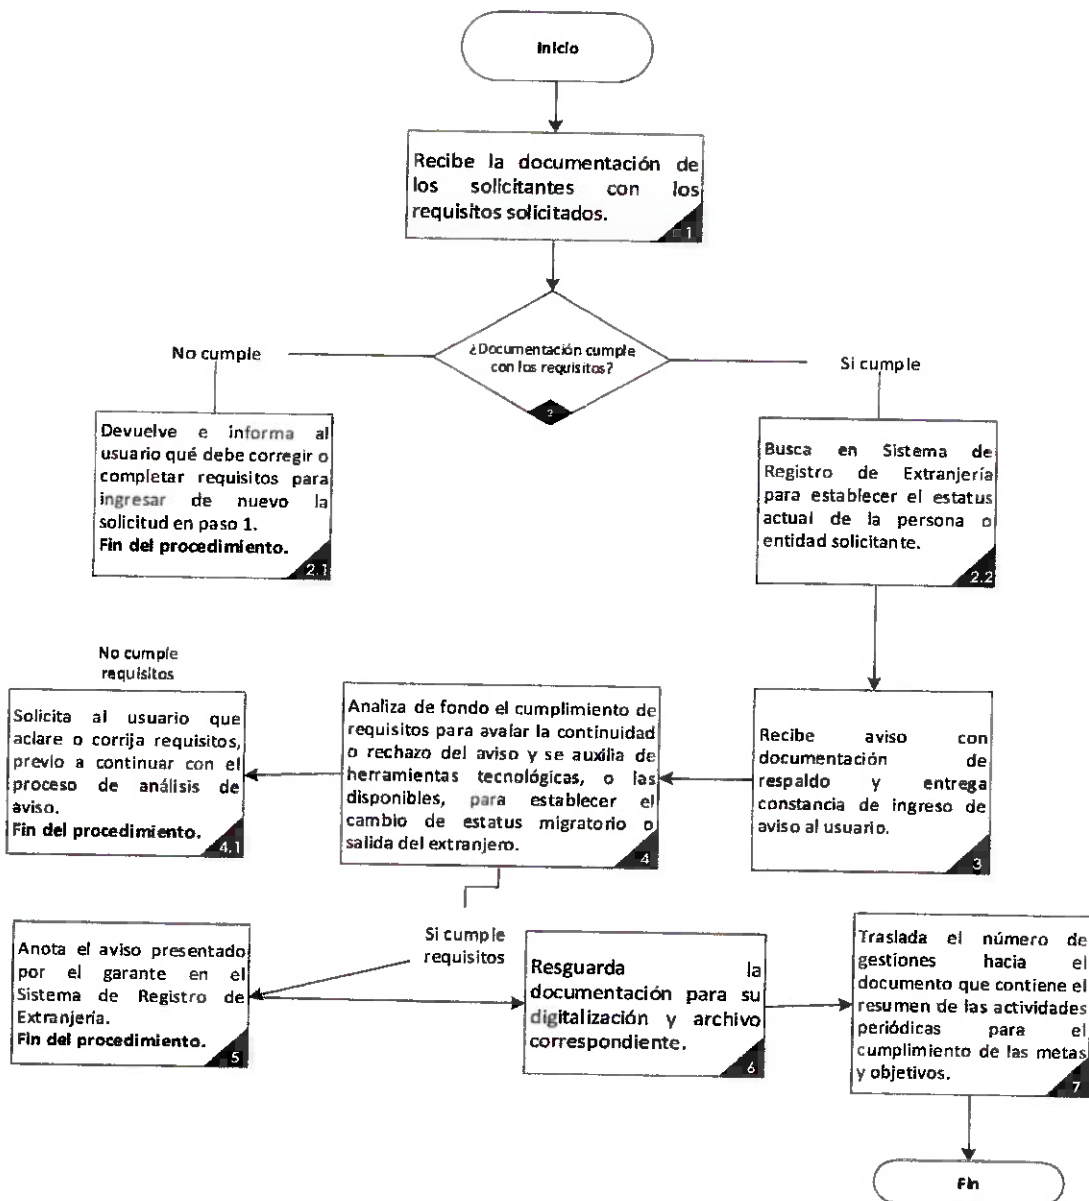 Inicio
Recibe la documentación de
los solicitantes con los
requisitos solicitados.
1
¿Documentación cumple
con los requisitos?
2
No cumple
Si cumple
Devuelve e informa al
usuario qué debe corregir o
completar requisitos para
ingresar de nuevo la
solicitud en paso 1.
Fin del procedimiento.
2.1
Busca en Sistema de
Registro de Extranjería
para establecer el estatus
actual de la persona o
entidad solicitante.
2.2
Recibe aviso con
documentación de
respaldo y entrega
constancia de ingreso de
aviso al usuario.
3
Analiza de fondo el cumplimiento de
requisitos para avalar la continuidad
o rechazo del aviso y se auxilia de
herramientas tecnológicas, o las
disponibles, para establecer el
cambio de estatus migratorio o
salida del extranjero.
4
No cumple
requisitos
Solicita al usuario que
aclare o corrija requisitos,
previo a continuar con el
proceso de análisis de
aviso.
Fin del procedimiento.
4.1
Si cumple
requisitos
Anota el aviso presentado
por el garante en el
Sistema de Registro de
Extranjería.
Fin del procedimiento.
5
Resguarda la
documentación para su
digitalización y archivo
correspondiente.
6
Traslada el número de
gestiones hacia el
documento que contiene el
resumen de las actividades
periódicas para el
cumplimiento de las metas
y objetivos.
7
Fin